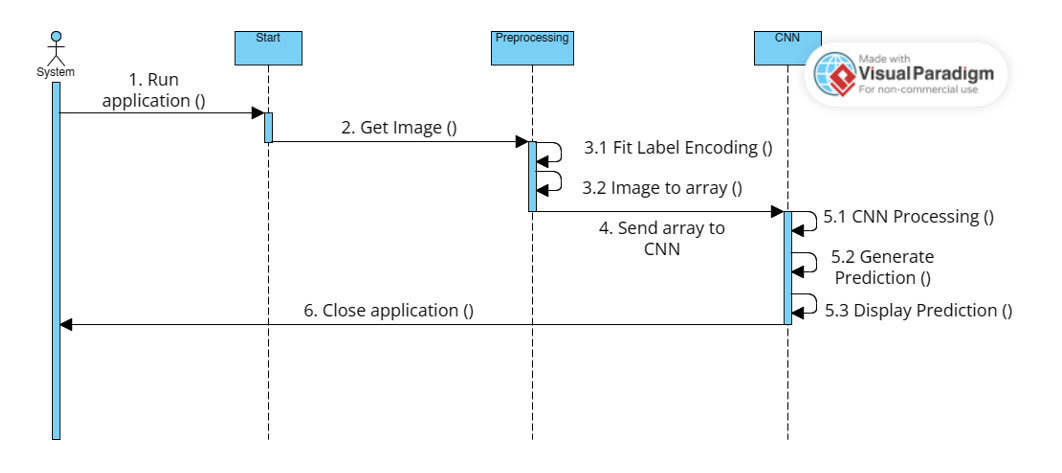 System
Start
Preprocessing
CNN
Made with
VisualParadigm
For non-commercial use
1. Run
application ()
2. Get Image ()
3.1 Fit Label Encoding ()
3.2 Image to array ()
4. Send array to
CNN
5.1 CNN Processing ()
5.2 Generate
Prediction ()
5.3 Display Prediction ()
6. Close application ()